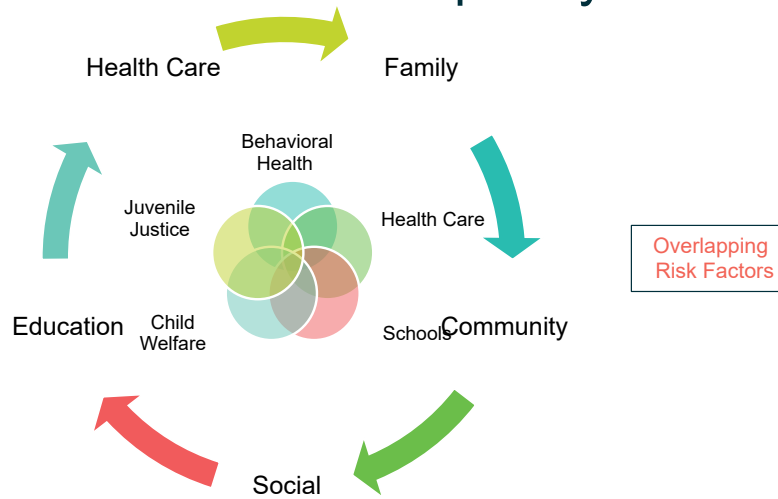 Health Care
Family
Behavioral
Health
Juvenile
Justice
Health Care
Overlapping
Risk Factors
Education
Child
Welfare
Schools
Community
Social